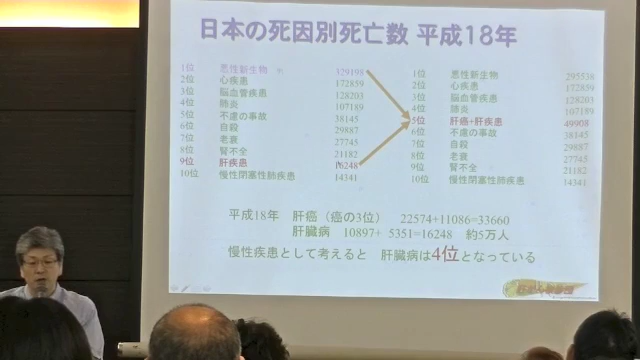 日本の死因別死亡数 平成18年
1位 悪性新生物 329198
2位 心疾患 172859
3位 脳血管疾患 128203
4位 肺炎 107189
5位 不慮の事故 38145
6位 自殺 29887
7位 老衰 27745
8位 腎不全 21182
9位 肝疾患 16248
10位 慢性閉塞性肺疾患 14341
1位 悪性新生物 295538
2位 心疾患 172859
3位 脳血管疾患 128203
4位 肺炎 107189
5位 肝癌+肝疾患 49908
6位 不慮の事故 38145
7位 自殺 29887
8位 老衰 27745
9位 腎不全 21182
10位 慢性閉塞性肺疾患 14341
平成18年 肝癌(癌の3位) 22574+11086=33660
肝臓病 10897+ 5351=16248 約5万人
慢性疾患として考えると 肝臓病は4位となっている